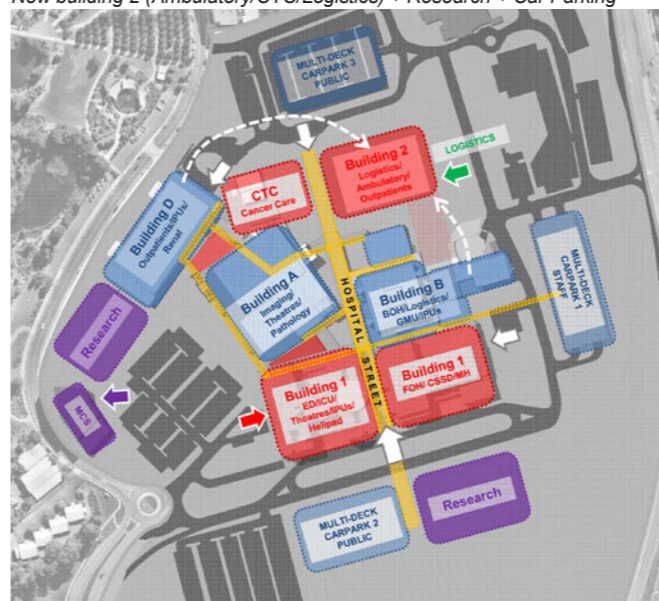 New building 2 (Ambulatory/CTC/Logistics) + Research + Car Parking
MULTI-DECK
CARPARK 3
PUBLIC
Building 2
Logistics/
Ambulatory/
Outpatients
LOGISTICS
CTC
Cancer Care
Building D
Outpatients/IPUs/
Renal
Building A
Imaging/
Theatres/
Pathology
HOSPITAL STREET
Building B
BOH/Logistics/
GMU/IPUs
MULTI-DECK
CARPARK 1
STAFF
Research
MCS
Building 1
ED/ICU/
Theatres/IPUs/
Helipad
Building 1
FOH/ CSSD/MH
MULTI-DECK
CARPARK 2
PUBLIC
Research